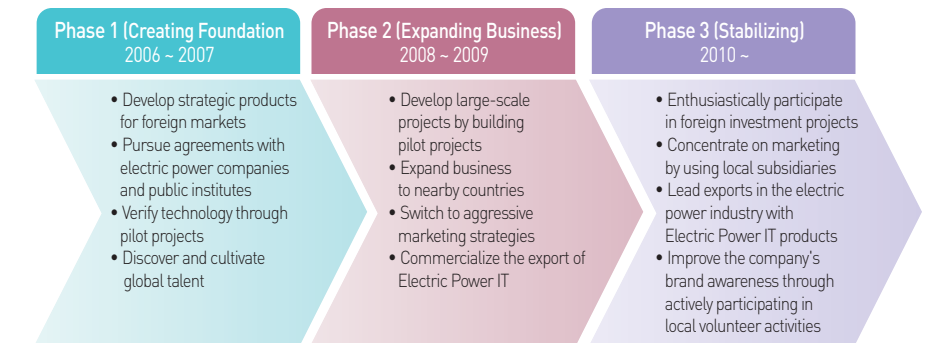 Phase 1 (Creating Foundation
2006 ~ 2007
• Develop strategic products
for foreign markets
• Pursue agreements with
electric power companies
and public institutes
• Verify technology through
pilot projects
• Discover and cultivate
global talent
Phase 2 (Expanding Business)
2008 ~ 2009
• Develop large-scale
projects by building
pilot projects
• Expand business
to nearby countries
• Switch to aggressive
marketing strategies
• Commercialize the export of
Electric Power IT
Phase 3 (Stabilizing)
2010 ~
• Enthusiastically participate
in foreign investment projects
• Concentrate on marketing
by using local subsidiaries
• Lead exports in the electric
power industry with
Electric Power IT products
• Improve the company's
brand awareness through
actively participating in
local volunteer activities